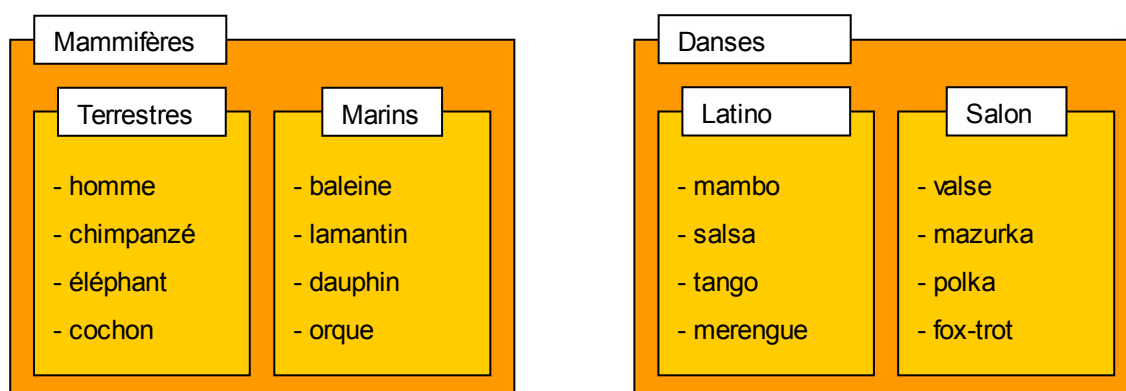 Mammifères
Terrestres
- homme
- chimpanzé
- éléphant
- cochon
Marins
- baleine
- lamantin
- dauphin
- orque
Danses
Latino
- mambo
- salsa
- tango
- merengue
Salon
- valse
- mazurka
- polka
- fox-trot